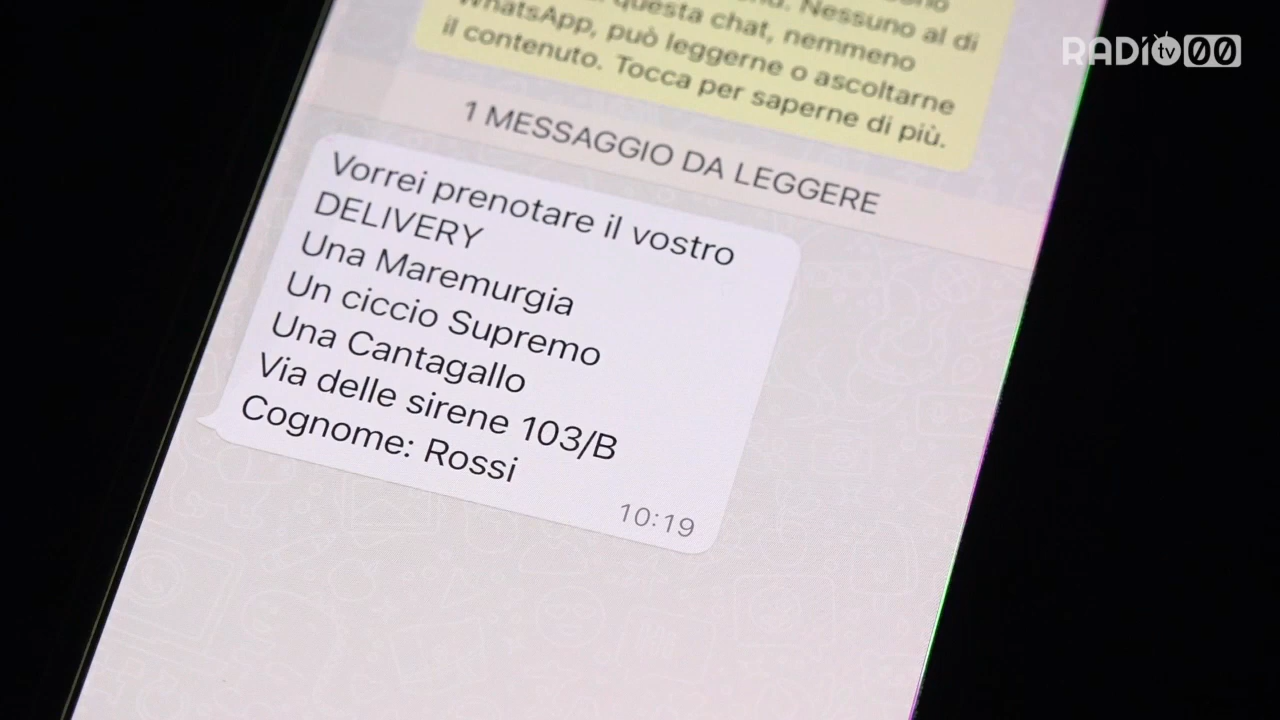 Nessuno al di
questa chat, nemmeno
WhatsApp, può leggerne o ascoltarne
il contenuto. Tocca per saperne di più.
RADIO tv 00
1 MESSAGGIO DA LEGGERE
Vorrei prenotare il vostro
DELIVERY
Una Maremurgia
Un ciccio Supremo
Una Cantagallo
Via delle sirene 103/B
Cognome: Rossi
10:19